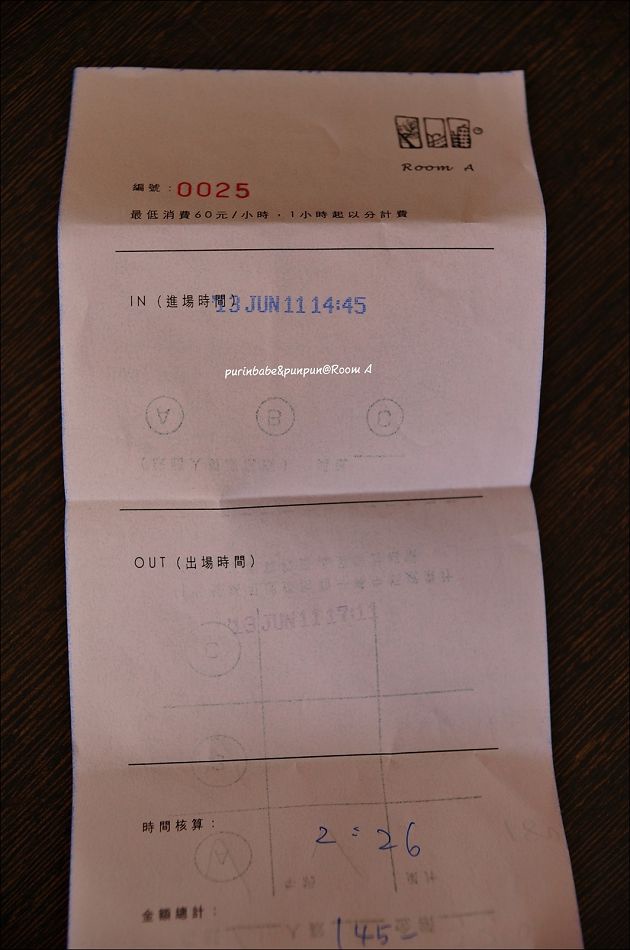 Room A
編號：0025
最低消費60元/小時，1小時起以分計費
IN (進場時間) '13 JUN 11 14:45
purinbabe&punpun@Room A
A B C
OUT (出場時間)
'13 JUN 11 17:11
C
B
A
時間核算： 2:26
金額總計： 145-